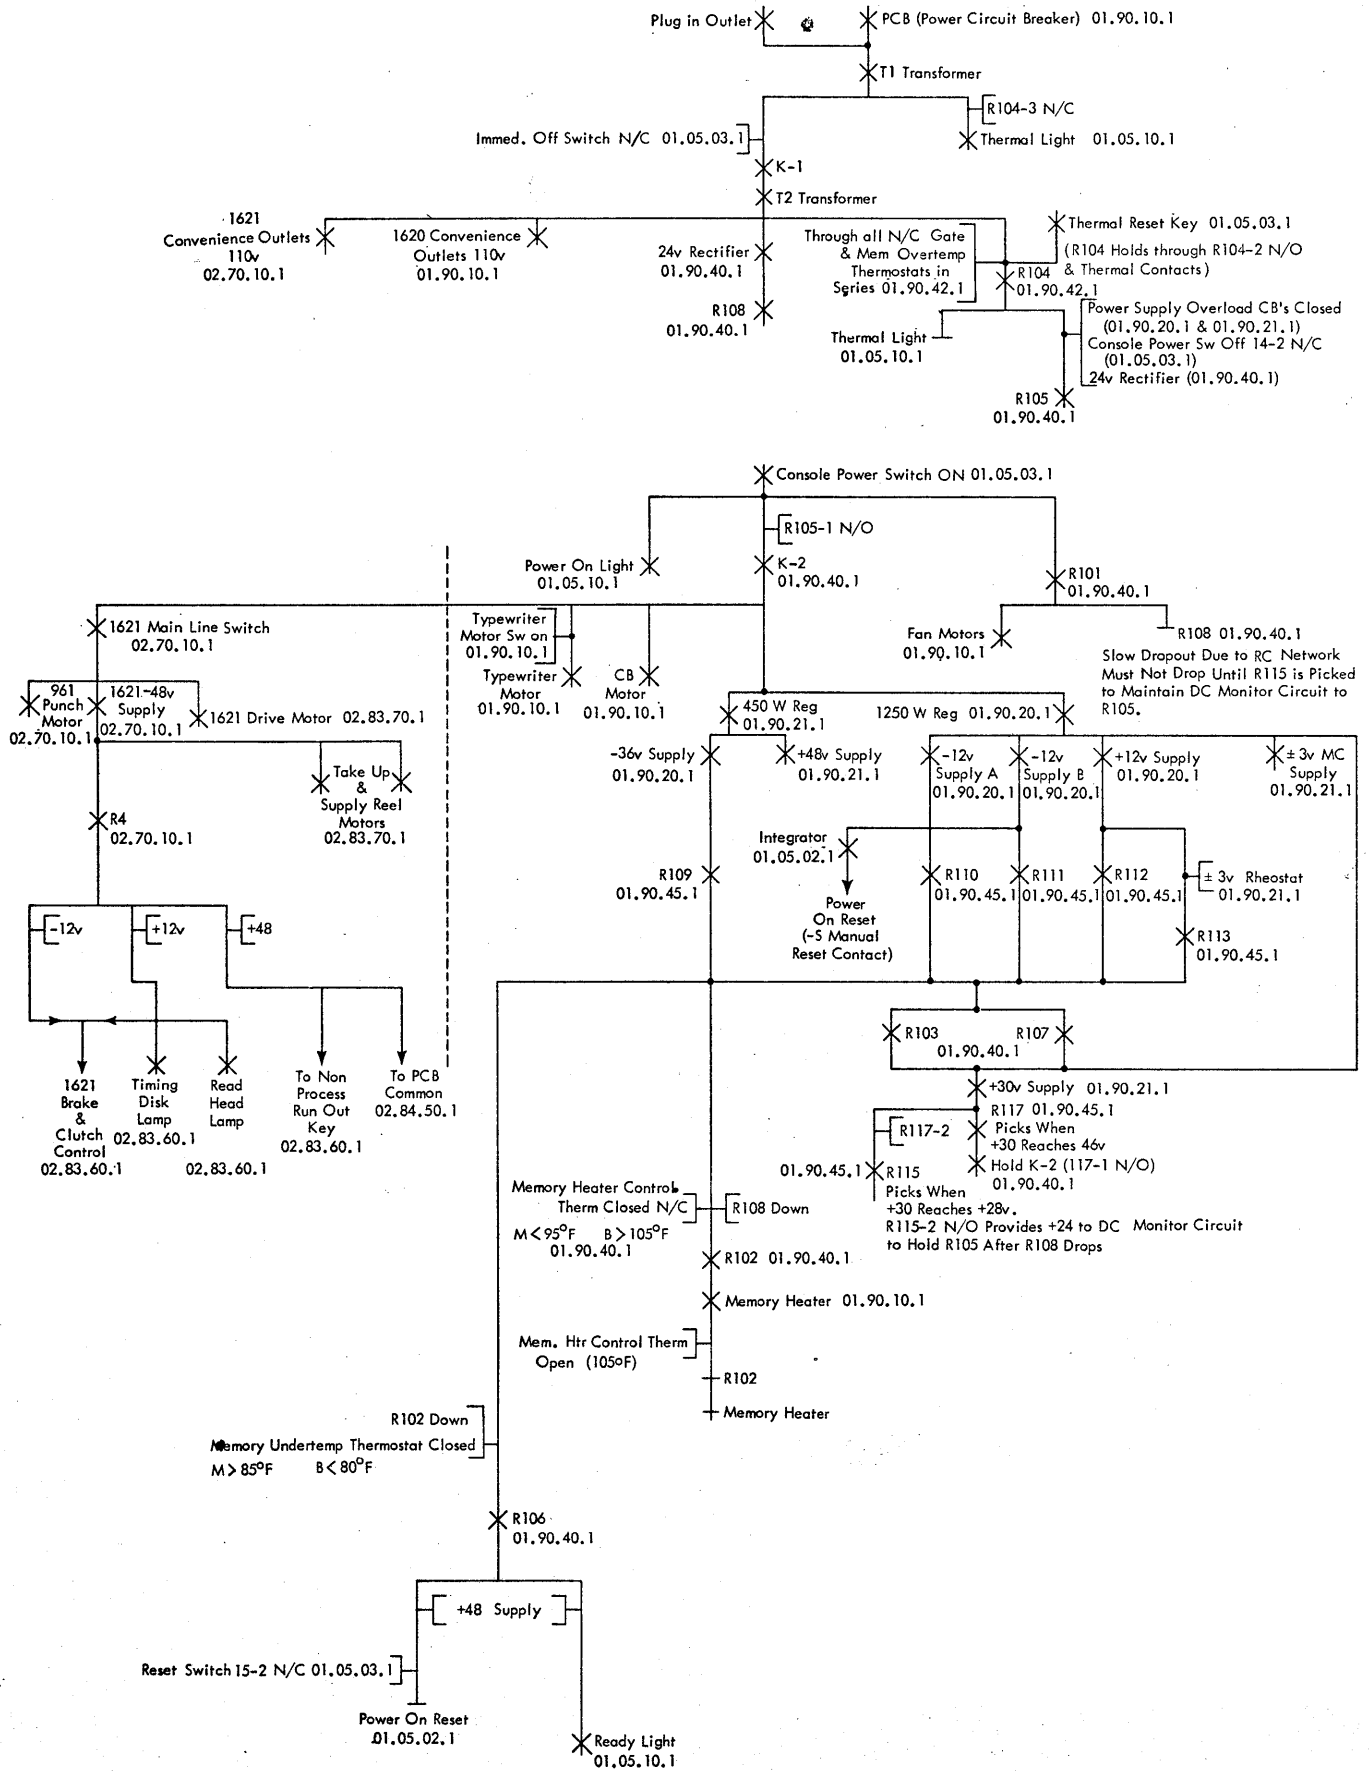 Plug in Outlet
PCB (Power Circuit Breaker) 01.90.10.1
T1 Transformer
R104-3 N/C
Immed. Off Switch N/C 01.05.03.1
Thermal Light 01.05.10.1
K-1
T2 Transformer
1621
Convenience Outlets
110v
02.70.10.1
1620 Convenience
Outlets 110v
01.90.10.1
24v Rectifier
01.90.40.1
R108
01.90.40.1
Through all N/C Gate
& Mem Overtemp
Thermostats in
Series 01.90.42.1
Thermal Reset Key 01.05.03.1
(R104 Holds through R104-2 N/O
& Thermal Contacts)
R104
01.90.42.1
Thermal Light
01.05.10.1
Power Supply Overload CB's Closed
(01.90.20.1 & 01.90.21.1)
Console Power Sw Off 14-2 N/C
(01.05.03.1)
24v Rectifier (01.90.40.1)
R105
01.90.40.1
Console Power Switch ON 01.05.03.1
R105-1 N/O
Power On Light
01.05.10.1
K-2
01.90.40.1
R101
01.90.40.1
1621 Main Line Switch
02.70.10.1
Typewriter
Motor Sw on
01.90.10.1
Typewriter
Motor
01.90.10.1
CB
Motor
01.90.10.1
Fan Motors
01.90.10.1
R108 01.90.40.1
Slow Dropout Due to RC Network
Must Not Drop Until R115 is Picked
to Maintain DC Monitor Circuit to
R105.
961
Punch
Motor
02.70.10.1
1621-48v
Supply
02.70.10.1
1621 Drive Motor 02.83.70.1
450 W Reg
01.90.21.1
1250 W Reg 01.90.20.1
-36v Supply
01.90.20.1
+48v Supply
01.90.21.1
-12v
Supply A
01.90.20.1
-12v
Supply B
01.90.20.1
+12v Supply
01.90.20.1
± 3v MC
Supply
01.90.21.1
Take Up
&
Supply Reel
Motors
02.83.70.1
R4
02.70.10.1
Integrator
01.05.02.1
R109
01.90.45.1
R110
01.90.45.1
R111
01.90.45.1
R112
01.90.45.1
± 3v Rheostat
01.90.21.1
Power
On Reset
(-S Manual
Reset Contact)
R113
01.90.45.1
-12v
+12v
+48
R103
R107
01.90.40.1
1621
Brake
&
Clutch
Control
02.83.60.1
Timing
Disk
Lamp
02.83.60.1
Read
Head
Lamp
02.83.60.1
To Non
Process
Run Out
Key
02.83.60.1
To PCB
Common
02.84.50.1
+30v Supply 01.90.21.1
R117 01.90.45.1
Picks When
+30 Reaches 46v
Hold K-2 (117-1 N/O)
01.90.40.1
R117-2
01.90.45.1
R115
Picks When
+30 Reaches +28v.
R115-2 N/O Provides +24 to DC Monitor Circuit
to Hold R105 After R108 Drops
Memory Heater Control
Therm Closed N/C
M<95°F B>105°F
01.90.40.1
R108 Down
R102 01.90.40.1
Memory Heater 01.90.10.1
Mem. Htr Control Therm
Open (105°F)
R102
Memory Heater
R102 Down
Memory Undertemp Thermostat Closed
M>85°F B<80°F
R106
01.90.40.1
+48 Supply
Reset Switch 15-2 N/C 01.05.03.1
Power On Reset
01.05.02.1
Ready Light
01.05.10.1